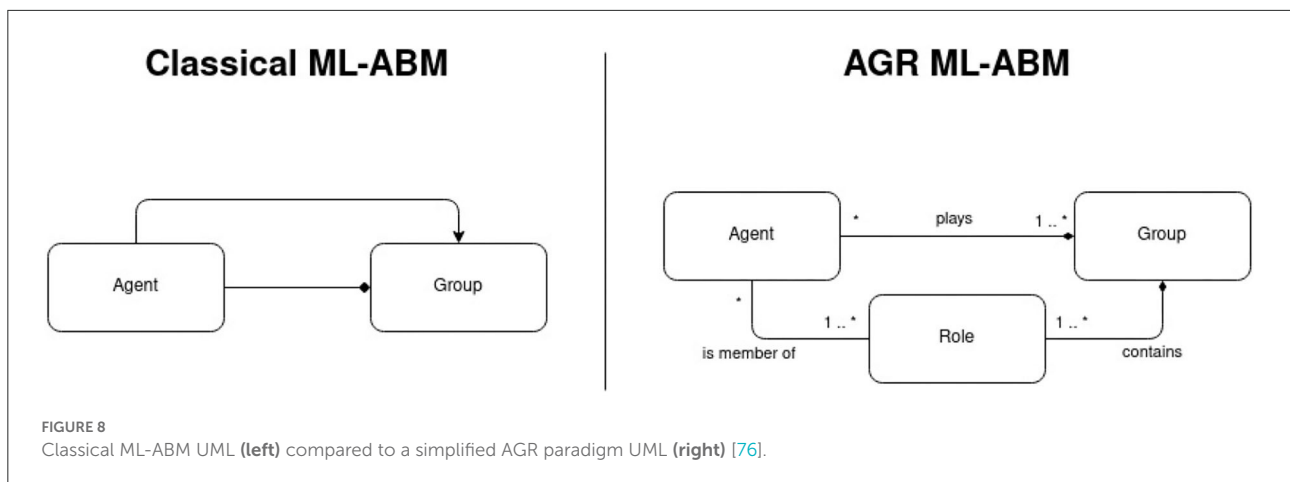 Classical ML-ABM
Agent
Group
AGR ML-ABM
Agent
* plays 1 .. *
Group
*
1 .. *
Role
1 .. *
is member of
contains
FIGURE 8
Classical ML-ABM UML (left) compared to a simplified AGR paradigm UML (right) [76].